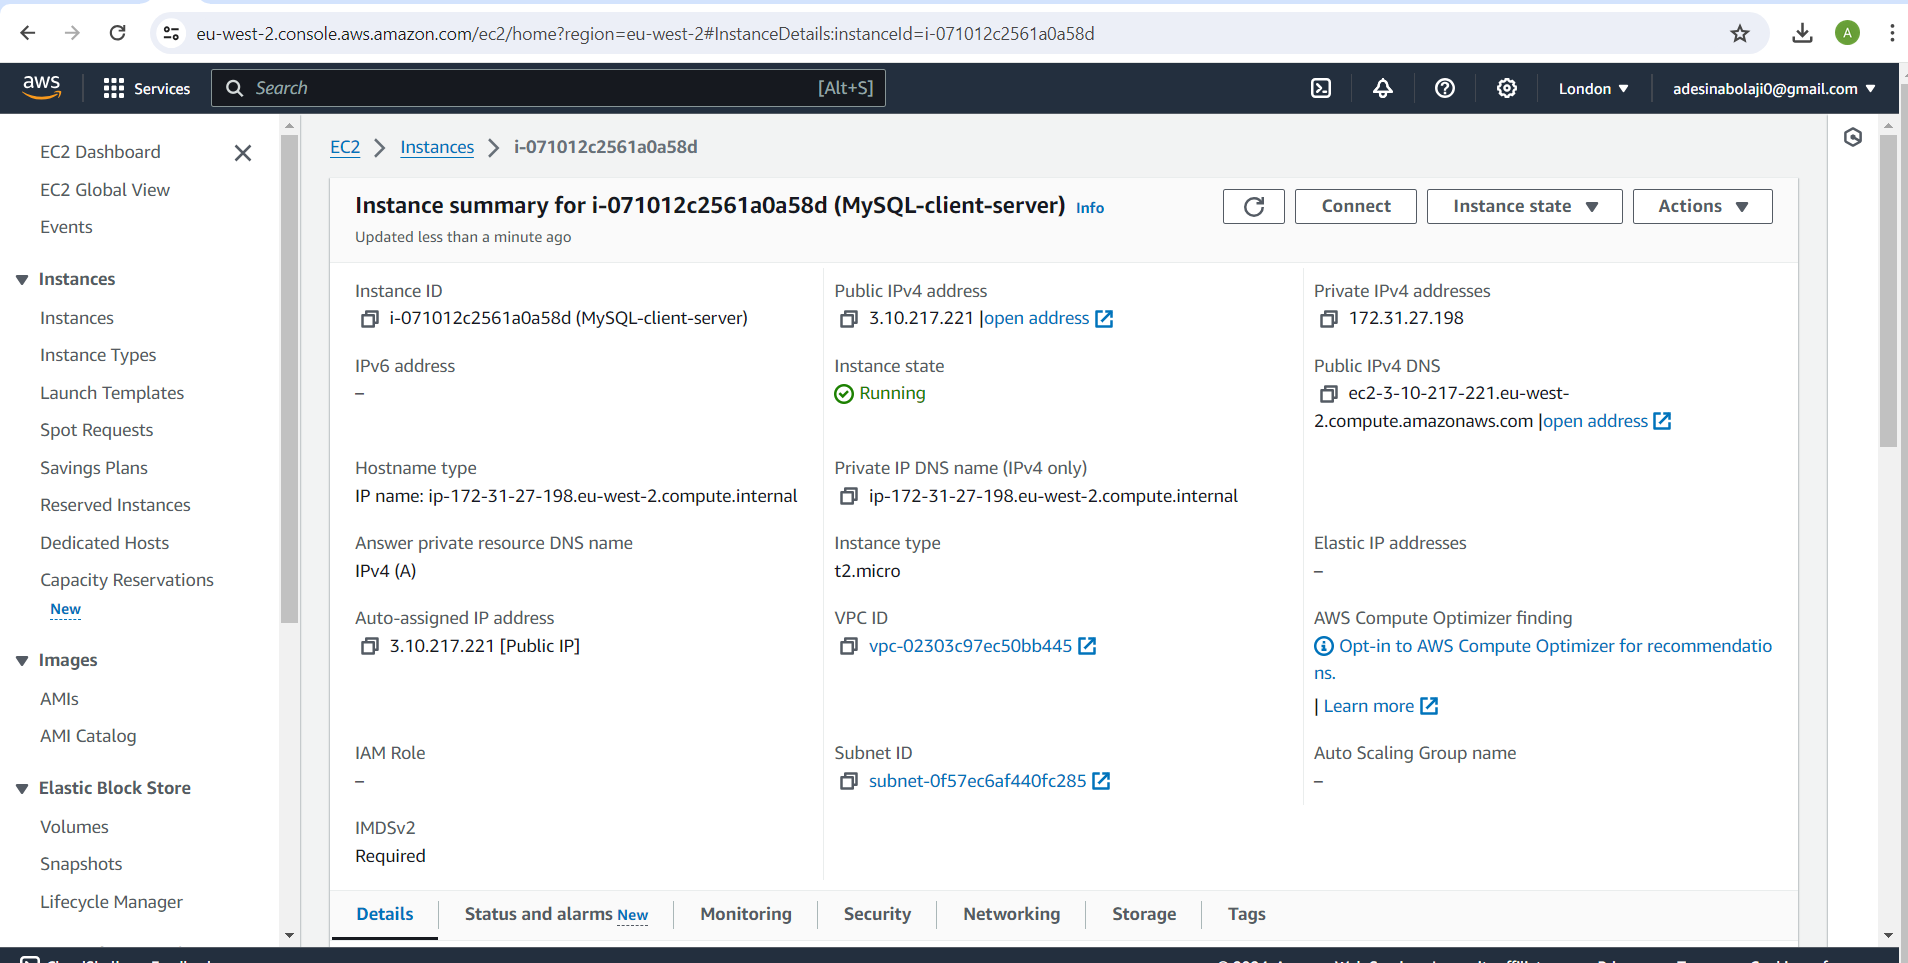 eu-west-2.console.aws.amazon.com/ec2/home?region=eu-west-2#InstanceDetails:instanceId=i-071012c2561a0a58d
A
aws
Services
Search
[Alt+S]
London
adesinabolaji0@gmail.com
EC2 Dashboard
EC2 Global View
Events
Instances
Instances
Instance Types
Launch Templates
Spot Requests
Savings Plans
Reserved Instances
Dedicated Hosts
Capacity Reservations
New
Images
AMIs
AMI Catalog
Elastic Block Store
Volumes
Snapshots
Lifecycle Manager
EC2 > Instances > i-071012c2561a0a58d
Instance summary for i-071012c2561a0a58d (MySQL-client-server) Info
Updated less than a minute ago
Connect
Instance state
Actions
Instance ID
i-071012c2561a0a58d (MySQL-client-server)
Public IPv4 address
3.10.217.221 |open address
Private IPv4 addresses
172.31.27.198
IPv6 address
–
Instance state
Running
Public IPv4 DNS
ec2-3-10-217-221.eu-west-
2.compute.amazonaws.com |open address
Hostname type
IP name: ip-172-31-27-198.eu-west-2.compute.internal
Private IP DNS name (IPv4 only)
ip-172-31-27-198.eu-west-2.compute.internal
Answer private resource DNS name
IPv4 (A)
Instance type
t2.micro
Elastic IP addresses
–
Auto-assigned IP address
3.10.217.221 [Public IP]
VPC ID
vpc-02303c97ec50bb445
AWS Compute Optimizer finding
Opt-in to AWS Compute Optimizer for recommendatio
ns.
| Learn more
IAM Role
–
Subnet ID
subnet-0f57ec6af440fc285
Auto Scaling Group name
–
IMDSv2
Required
Details
Status and alarms New
Monitoring
Security
Networking
Storage
Tags